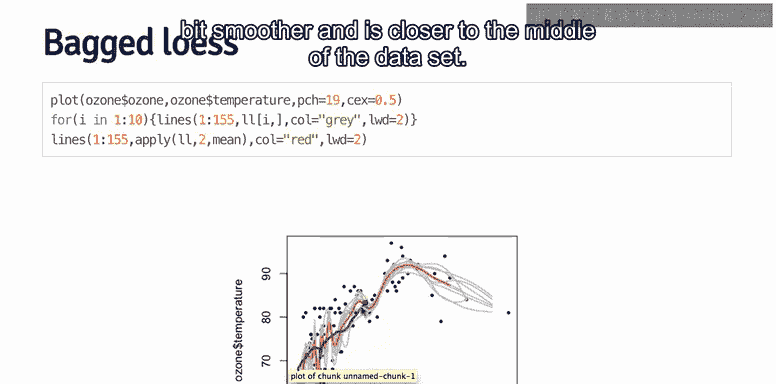 bit smoother and is closer to the middle
of the data set.
Bagged loess
plot(ozone$ozone,ozone$temperature,pch=19,cex=0.5)
for(i in 1:10){lines(1:155,ll[i,],col="grey",lwd=2)}
lines(1:155,apply(ll,2,mean),col="red",lwd=2)
ozone$temperature
90
80
70
plot of chunk unnamed-chunk-1